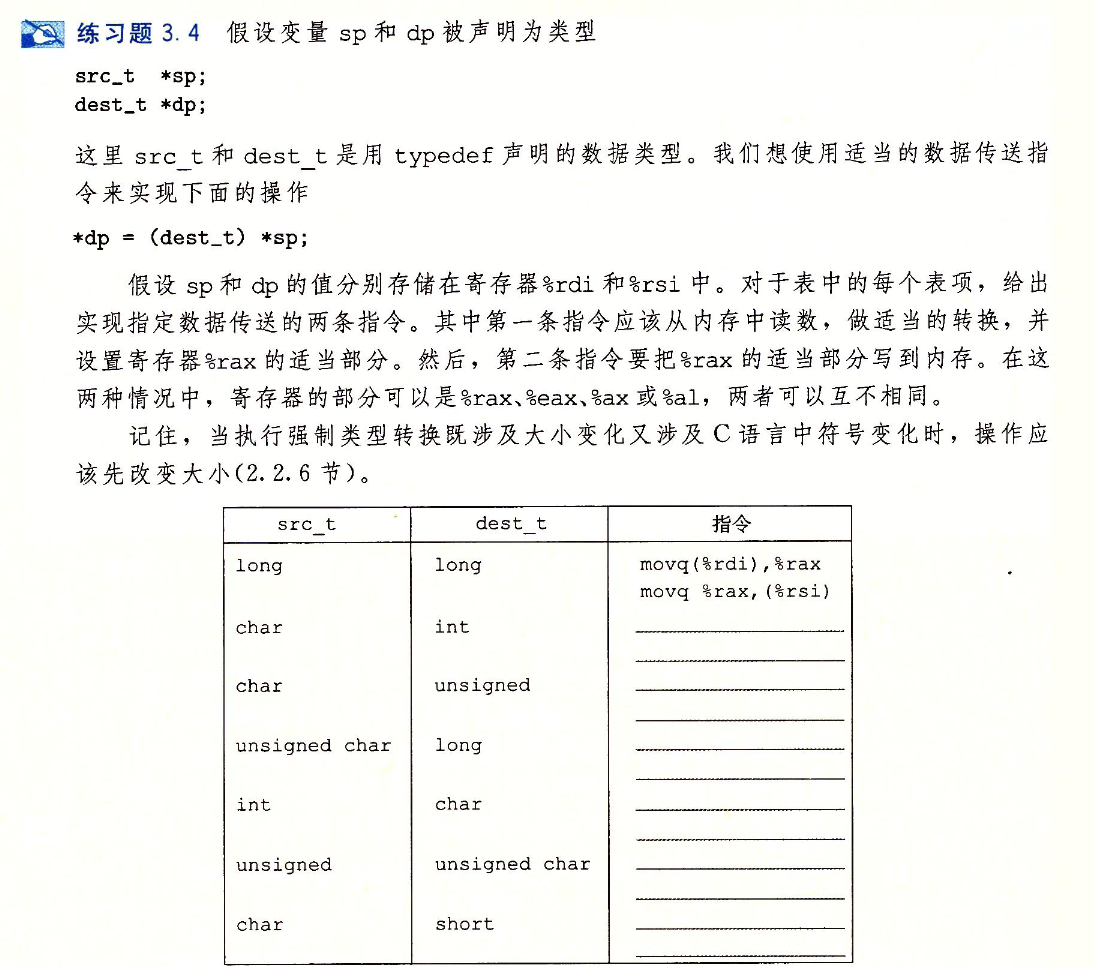 练习题 3.4 假设变量 sp 和 dp 被声明为类型
src_t *sp;
dest_t *dp;
这里 src_t 和 dest_t 是用 typedef 声明的数据类型。我们想使用适当的数据传送指
令来实现下面的操作
*dp = (dest_t) *sp;
假设 sp 和 dp 的值分别存储在寄存器%rdi 和%rsi 中。对于表中的每个表项，给出
实现指定数据传送的两条指令。其中第一条指令应该从内存中读数，做适当的转换，并
设置寄存器%rax 的适当部分。然后，第二条指令要把%rax 的适当部分写到内存。在这
两种情况中，寄存器的部分可以是%rax、%eax、%ax 或%al，两者可以互不相同。
记住，当执行强制类型转换既涉及大小变化又涉及 C 语言中符号变化时，操作应
该先改变大小(2.2.6 节)。
src_t dest_t 指令
long long movq(%rdi),%rax
movq %rax,(%rsi)
char int
char unsigned
unsigned char long
int char
unsigned unsigned char
char short